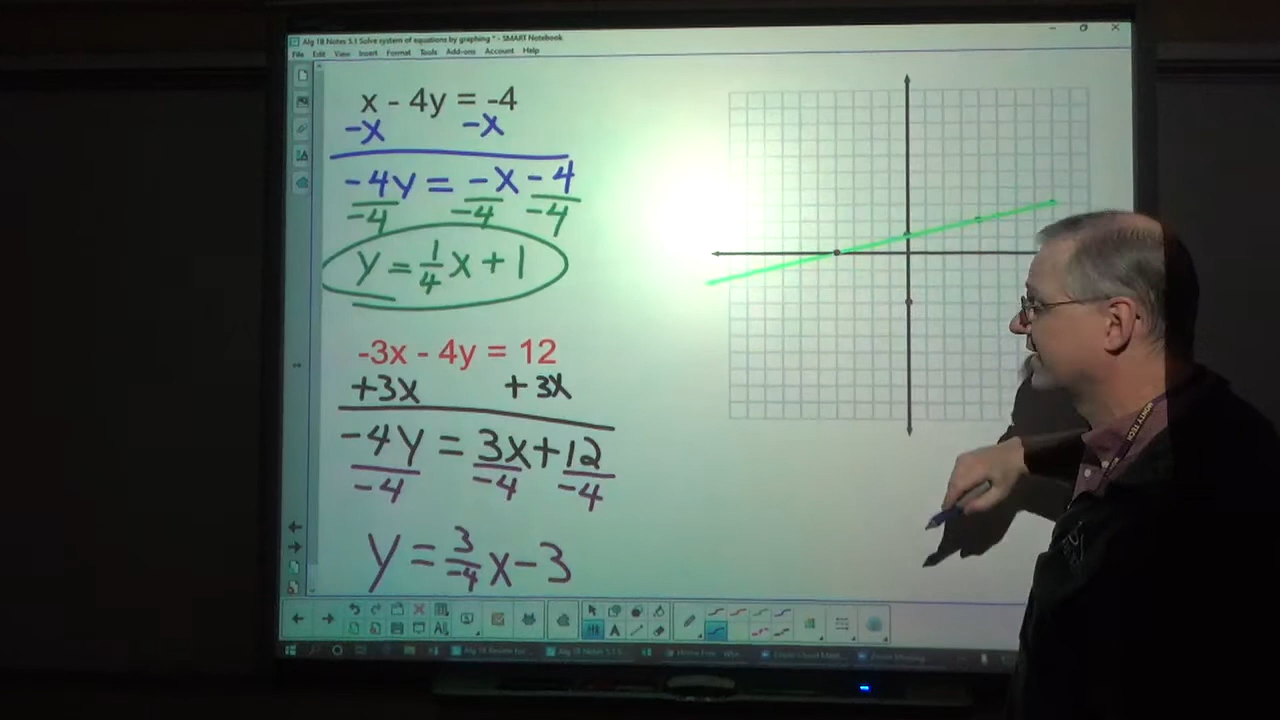 Alg 1B Notes 5.1 Solve system of equations by graphing * - SMART Notebook
File Edit View Insert Format Tools Add-ons Account Help
x - 4y = -4
-x -x
-4y = -x - 4
-4 -4 -4
y = 1/4 x + 1
-3x - 4y = 12
+3x +3x
-4y = 3x + 12
-4 -4 -4
y = 3/-4 x - 3
MONTY TECH